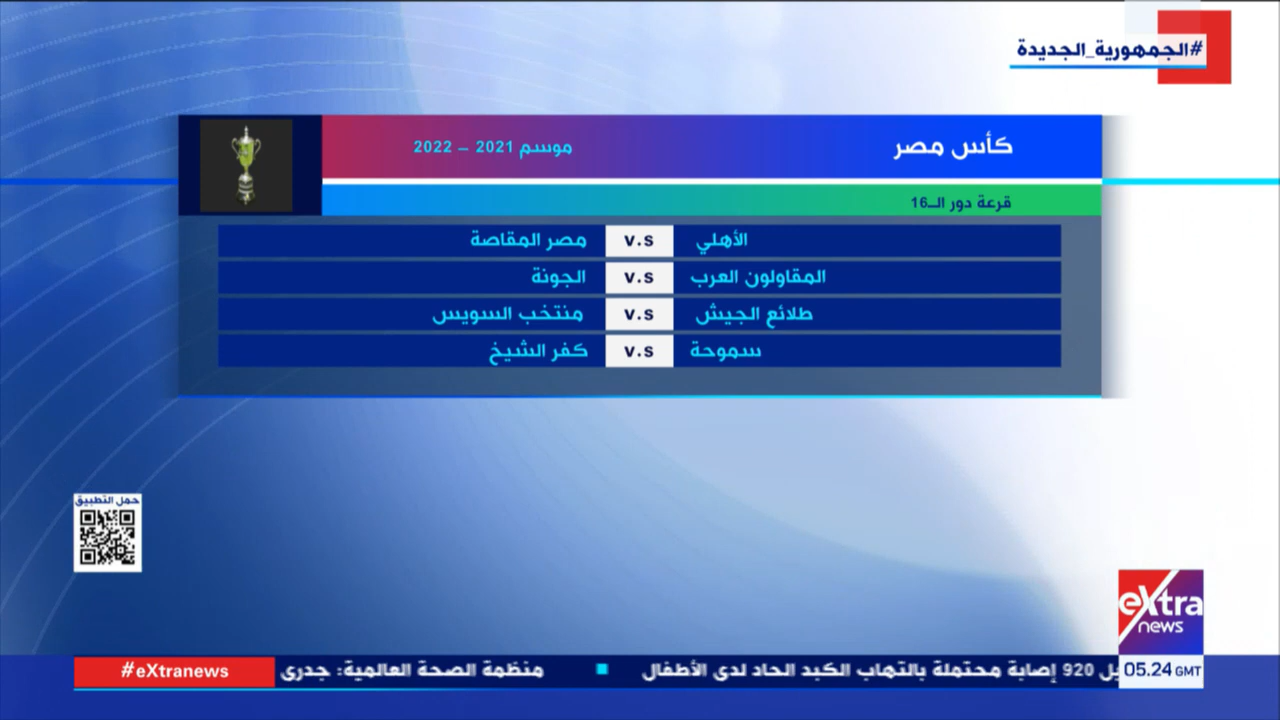 #الجمهورية_الجديدة
كأس مصر
موسم 2021 – 2022
قرعة دور الـ16
الأهلي v.s مصر المقاصة
المقاولون العرب v.s الجونة
طلائع الجيش v.s منتخب السويس
سموحة v.s كفر الشيخ
حمل التطبيق
eXtra
news
05.24 GMT
920 إصابة محتملة بالتهاب الكبد الحاد لدى الأطفال ■ منظمة الصحة العالمية: جدري
#eXtranews